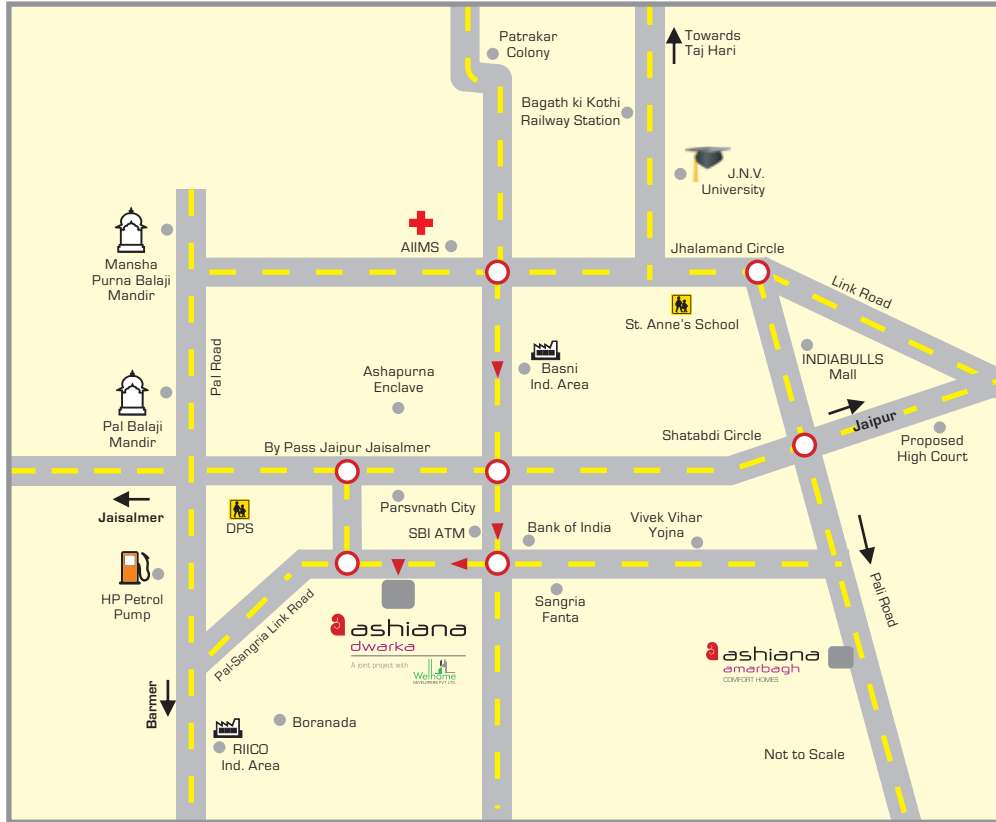 Patrakar
Colony
Towards
Taj Hari
Bagath ki Kothi
Railway Station
J.N.V.
University
AIIMS
Jhalamand Circle
Mansha
Purna Balaji
Mandir
Link Road
St. Anne's School
Pal Road
Basni
Ind. Area
INDIABULLS
Mall
Ashapurna
Enclave
Pal Balaji
Mandir
Jaipur
Shatabdi Circle
Proposed
High Court
By Pass Jaipur Jaisalmer
Jaisalmer
DPS
Parsvnath City
SBI ATM
Bank of India
Vivek Vihar
Yojna
HP Petrol
Pump
Sangria
Fanta
Pali Road
Pal-Sangria Link Road
ashiana
dwarka
A joint project with
Wellhome
DEVELOPERS PVT. LTD.
ashiana
amarbagh
COMFORT HOMES
Barmer
Boranada
RIICO
Ind. Area
Not to Scale